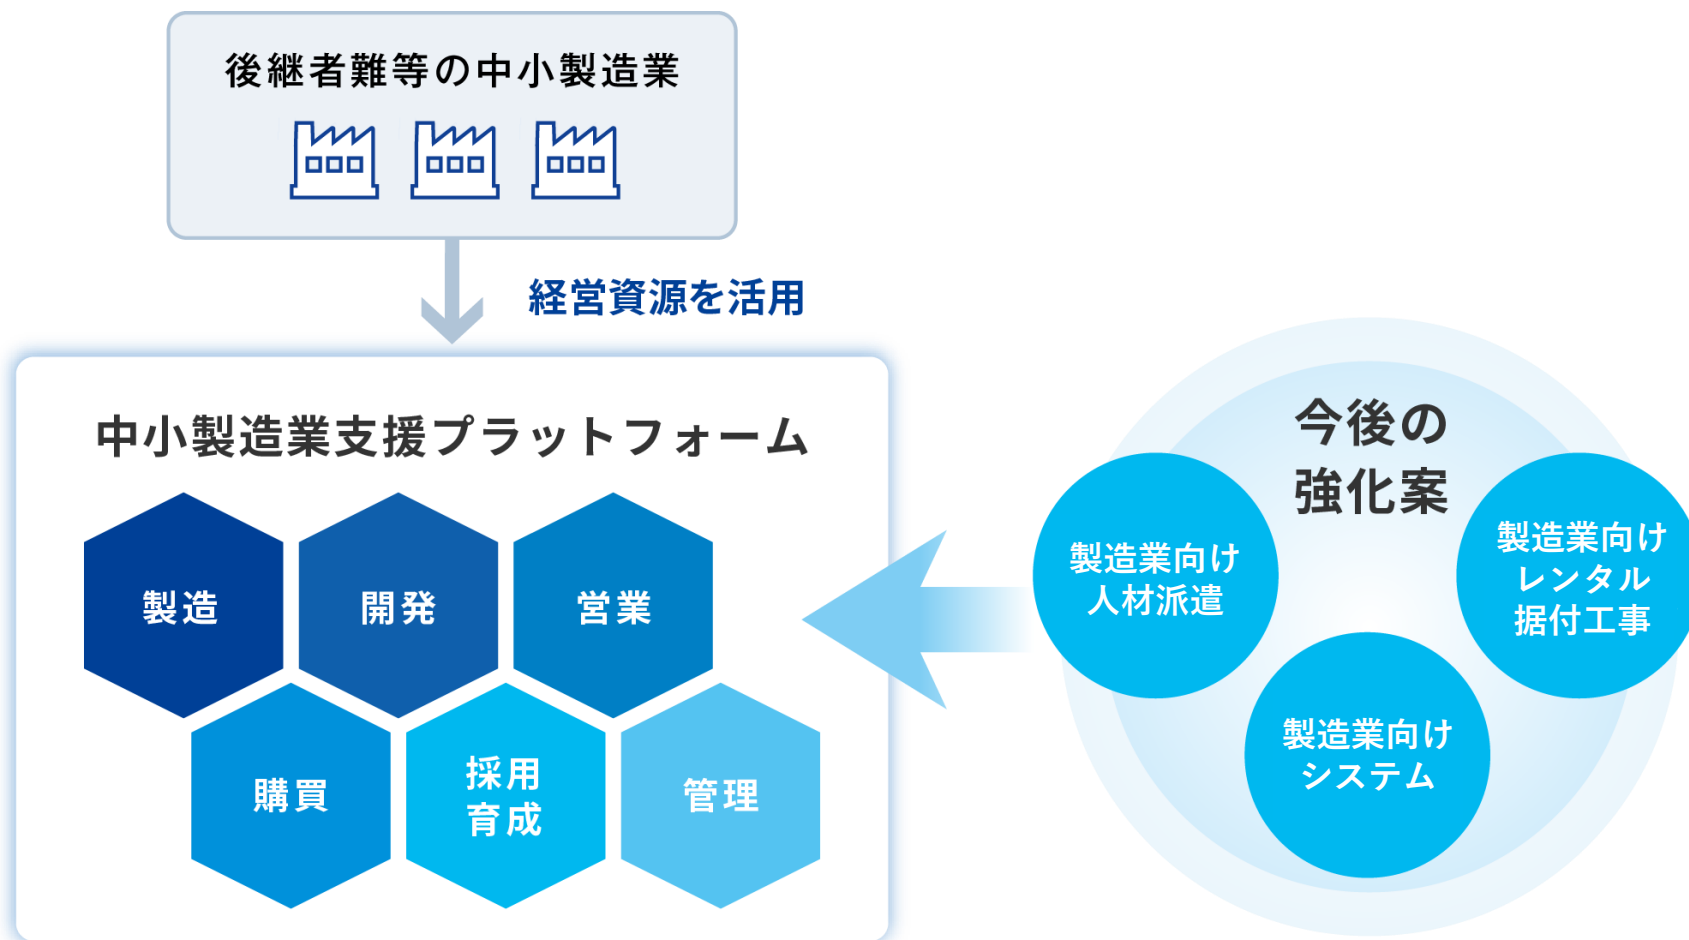 後継者難等の中小製造業
経営資源を活用
中小製造業支援プラットフォーム
製造
開発
営業
購買
採用
育成
管理
今後の
強化案
製造業向け
人材派遣
製造業向け
レンタル
据付工事
製造業向け
システム